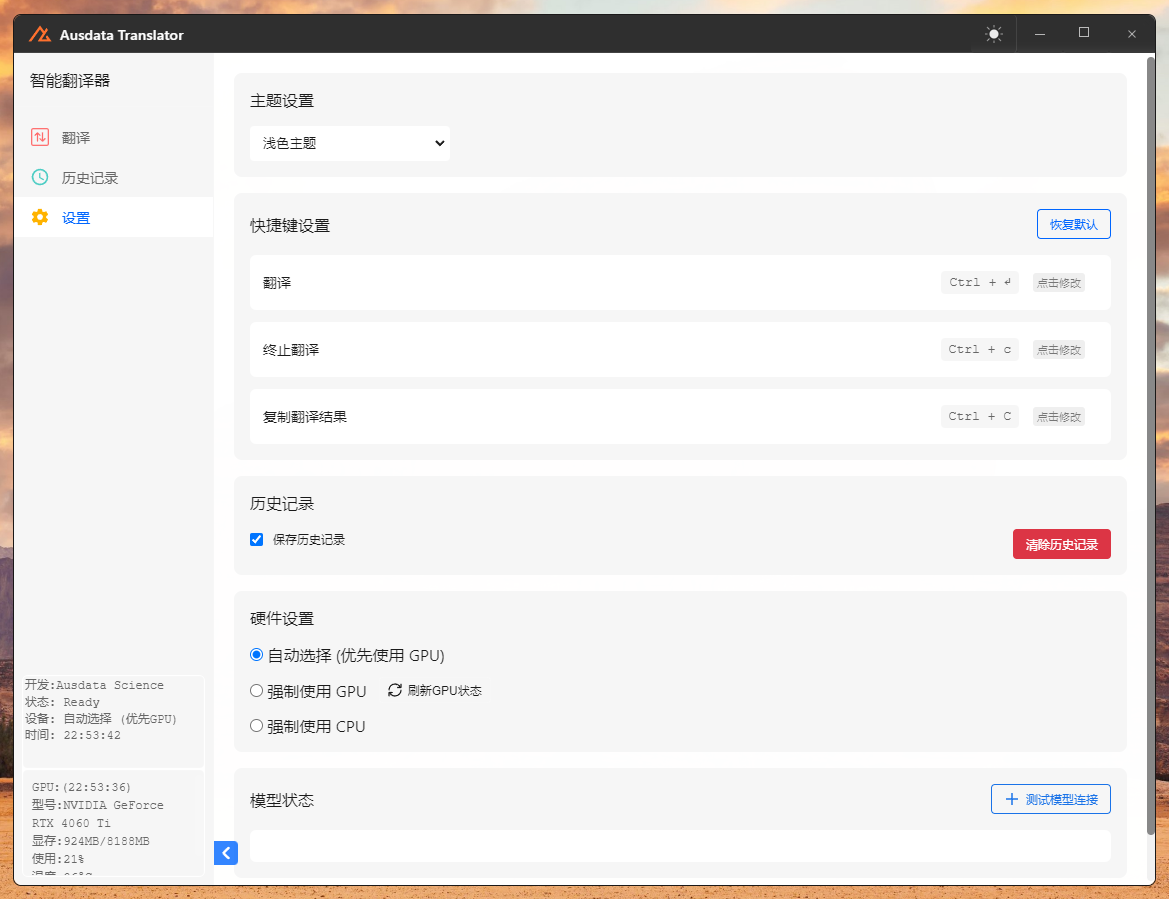 Ausdata Translator
智能翻译器
翻译
历史记录
设置
开发:Ausdata Science
状态: Ready
设备: 自动选择 (优先GPU)
时间: 22:53:42
GPU:(22:53:36)
型号:NVIDIA GeForce
RTX 4060 Ti
显存:924MB/8188MB
使用:21%
主题设置
浅色主题
快捷键设置
恢复默认
翻译
Ctrl + ↲
点击修改
终止翻译
Ctrl + c
点击修改
复制翻译结果
Ctrl + C
点击修改
历史记录
保存历史记录
清除历史记录
硬件设置
自动选择 (优先使用 GPU)
强制使用 GPU
刷新GPU状态
强制使用 CPU
模型状态
测试模型连接